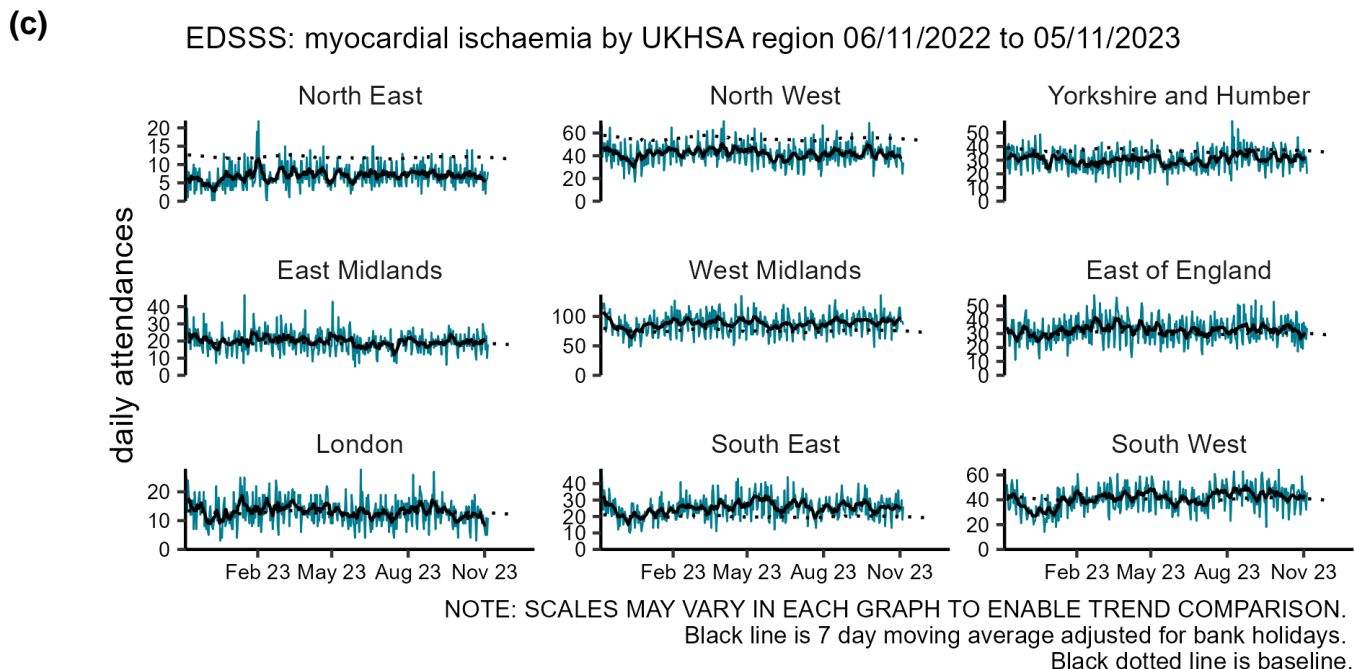 (c)
EDSSS: myocardial ischaemia by UKHSA region 06/11/2022 to 05/11/2023
daily attendances
North East
20
15
10
5
0
North West
60
40
20
0
Yorkshire and Humber
50
40
30
20
10
0
East Midlands
40
30
20
10
0
West Midlands
100
50
0
East of England
50
40
30
20
10
0
London
20
10
0
South East
40
30
20
10
0
South West
60
40
20
0
Feb 23 May 23 Aug 23 Nov 23
Feb 23 May 23 Aug 23 Nov 23
Feb 23 May 23 Aug 23 Nov 23
NOTE: SCALES MAY VARY IN EACH GRAPH TO ENABLE TREND COMPARISON.
Black line is 7 day moving average adjusted for bank holidays.
Black dotted line is baseline.